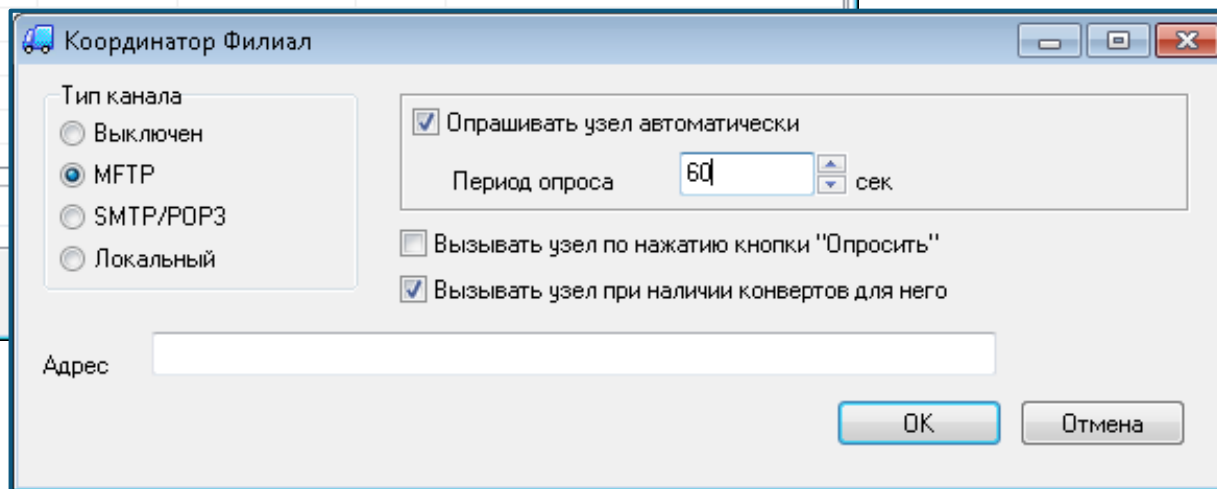 Координатор Филиал
Тип канала
Выключен
MFTP
SMTP/POP3
Локальный
Опрашивать узел автоматически
Период опроса 60 сек
Вызывать узел по нажатию кнопки "Опросить"
Вызывать узел при наличии конвертов для него
Адрес
OK Отмена